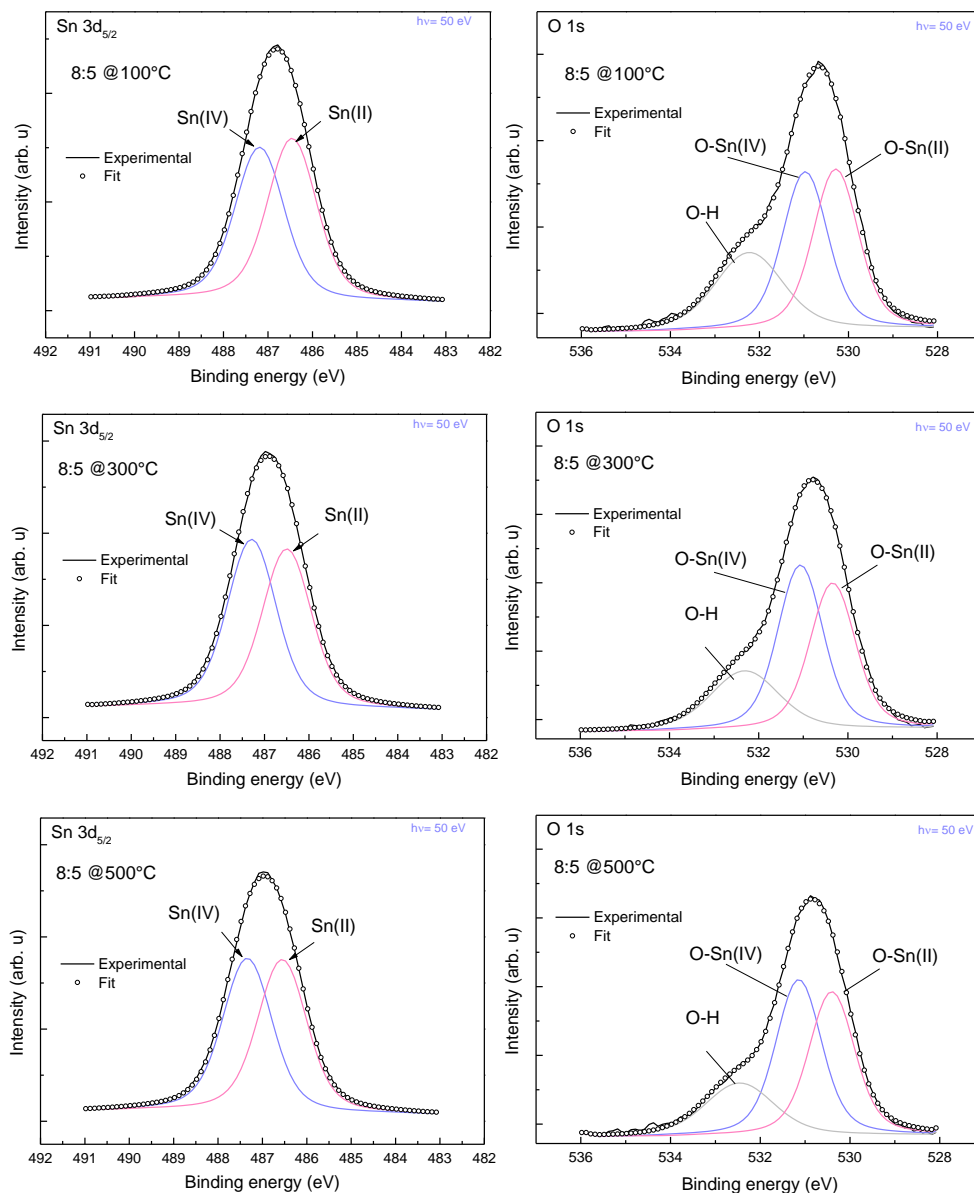 Sn 3d5/2
hν= 50 eV
8:5 @100°C
Sn(IV)
Sn(II)
Experimental
Fit
Intensity (arb. u)
492 491 490 489 488 487 486 485 484 483 482
Binding energy (eV)
O 1s
hν= 50 eV
8:5 @100°C
Experimental
Fit
O-Sn(IV)
O-Sn(II)
O-H
Intensity (arb. u)
536 534 532 530 528
Binding energy (eV)
Sn 3d5/2
hν= 50 eV
8:5 @300°C
Sn(IV)
Sn(II)
Experimental
Fit
Intensity (arb. u)
492 491 490 489 488 487 486 485 484 483 482
Binding energy (eV)
O 1s
hν= 50 eV
8:5 @300°C
Experimental
Fit
O-Sn(IV)
O-Sn(II)
O-H
Intensity (arb. u)
536 534 532 530 528
Binding energy (eV)
Sn 3d5/2
hν= 50 eV
8:5 @500°C
Sn(IV)
Sn(II)
Experimental
Fit
Intensity (arb. u)
492 491 490 489 488 487 486 485 484 483 482
Binding energy (eV)
O 1s
hν= 50 eV
8:5 @500°C
Experimental
Fit
O-Sn(IV)
O-Sn(II)
O-H
Intensity (arb. u)
536 534 532 530 528
Binding energy (eV)